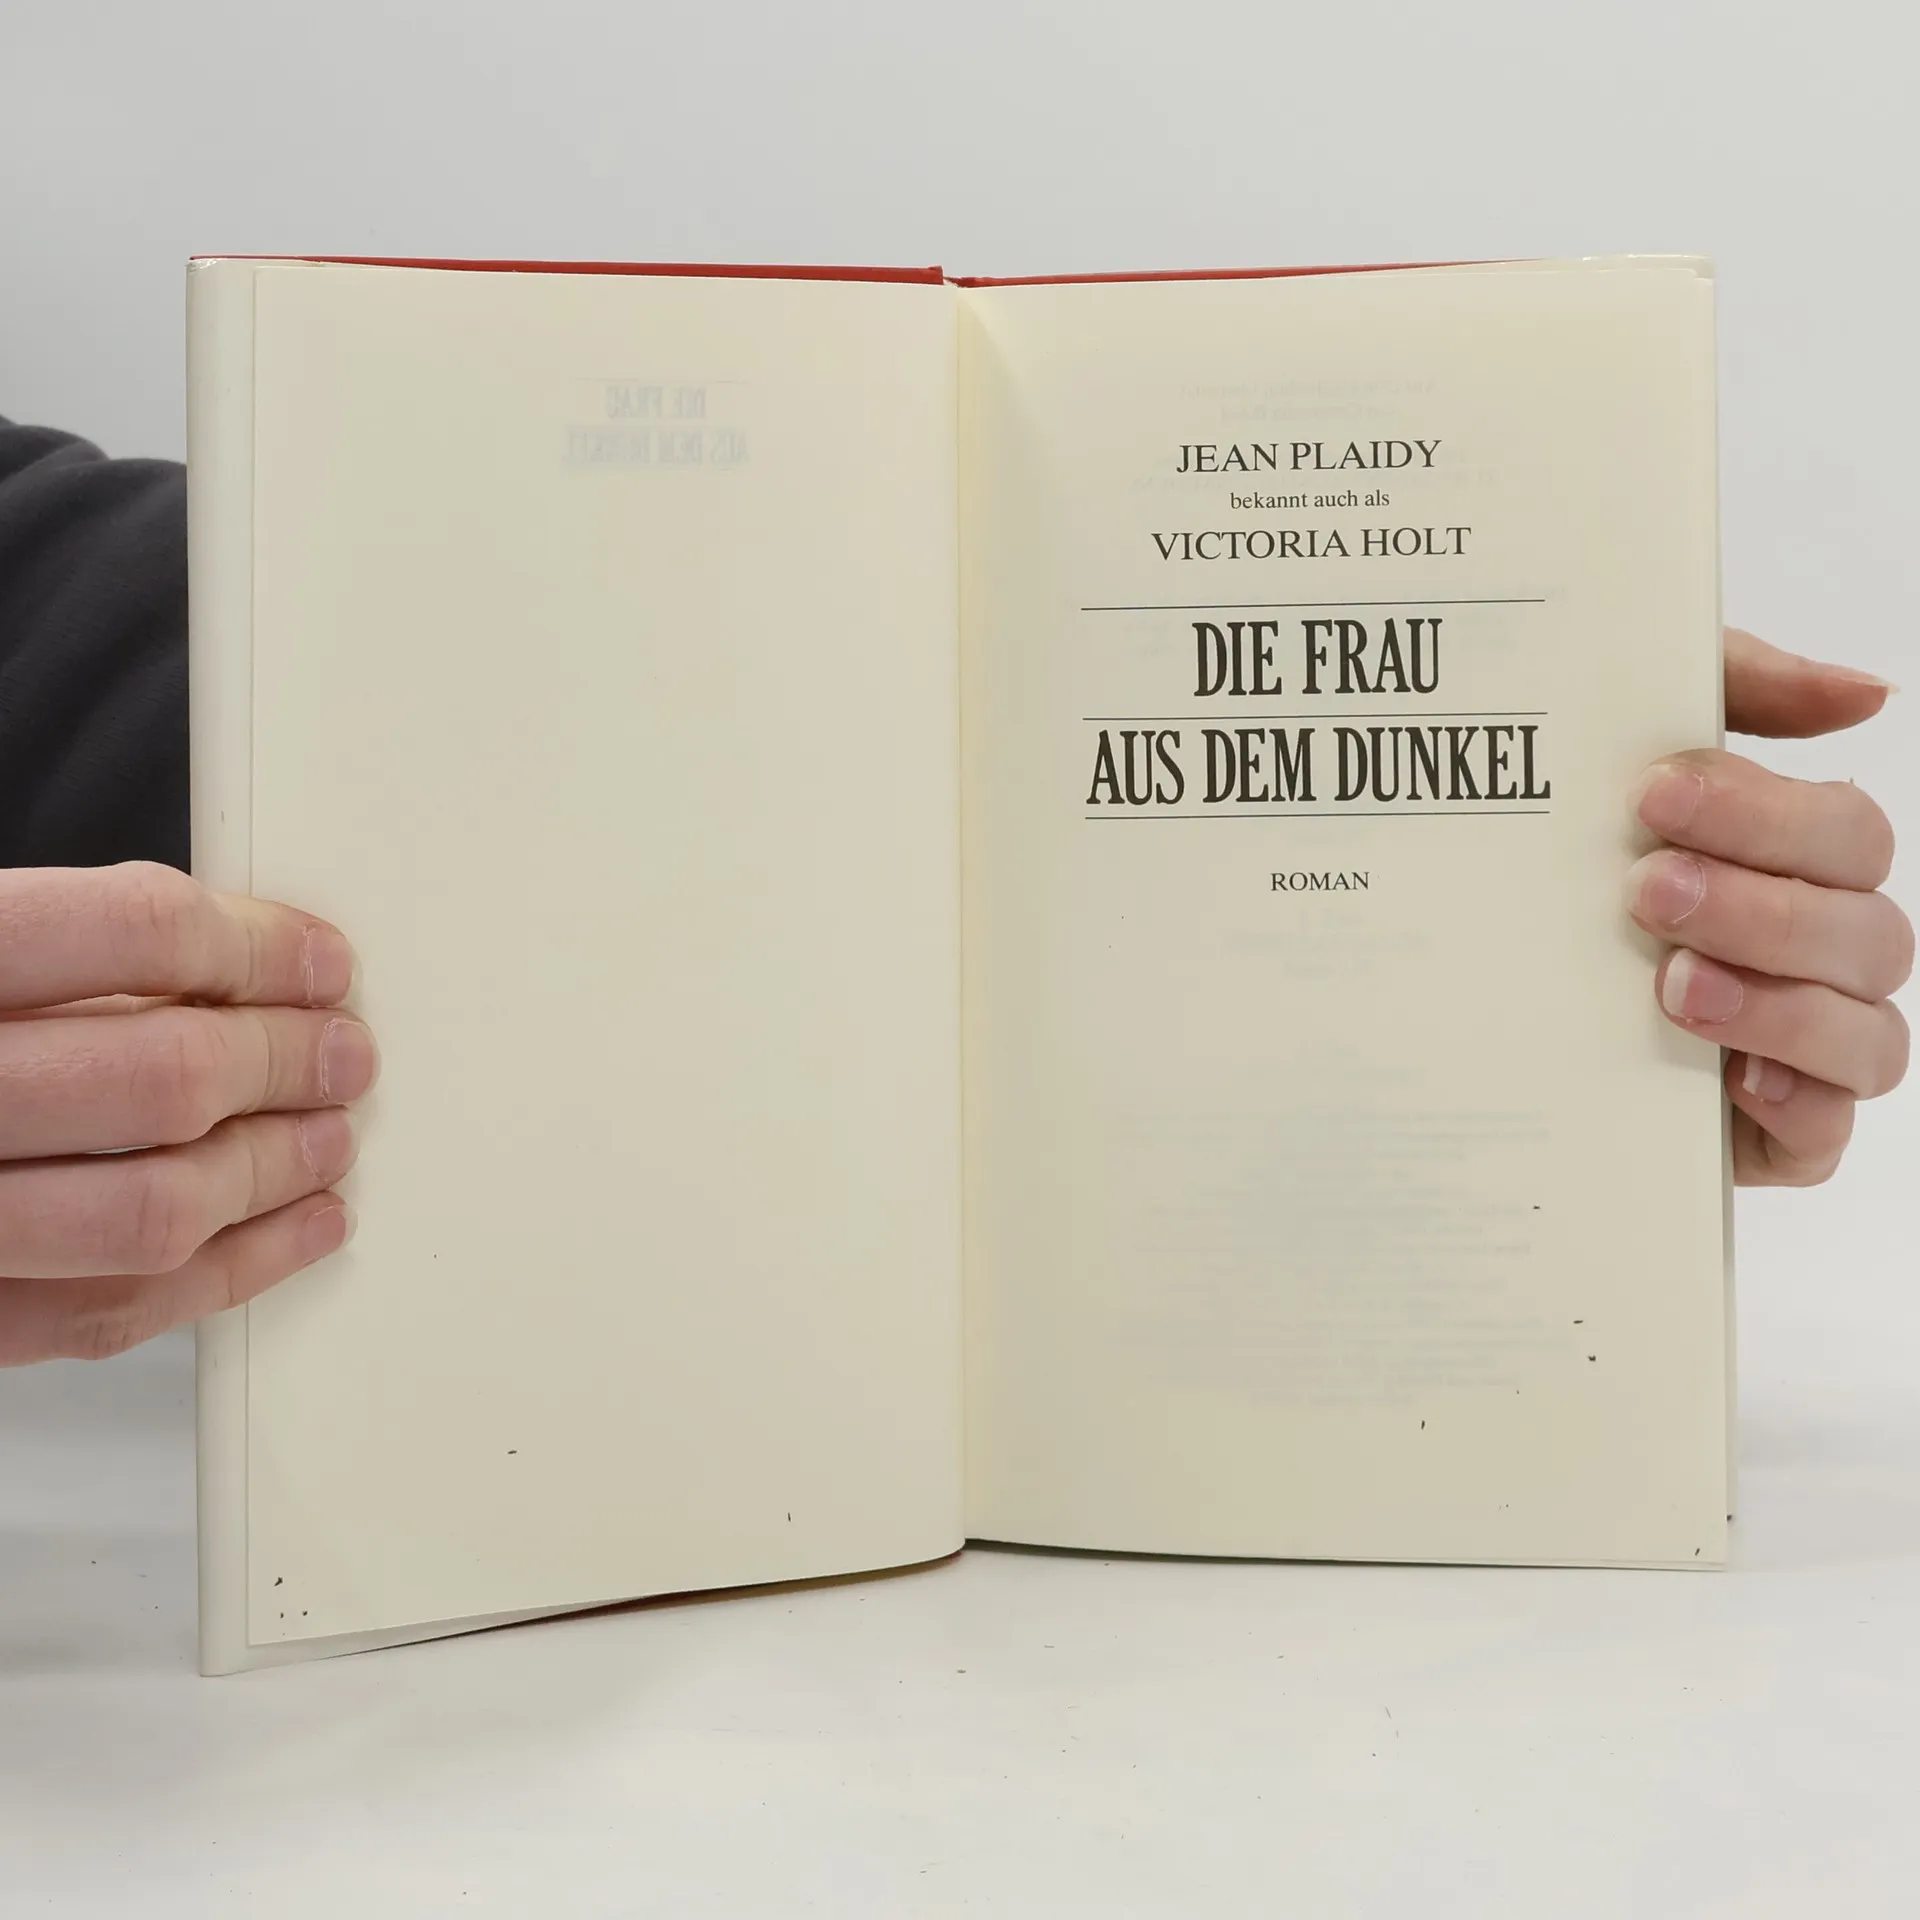 JEAN PLAIDY
bekannt auch als
VICTORIA HOLT
DIE FRAU
AUS DEM DUNKEL
ROMAN